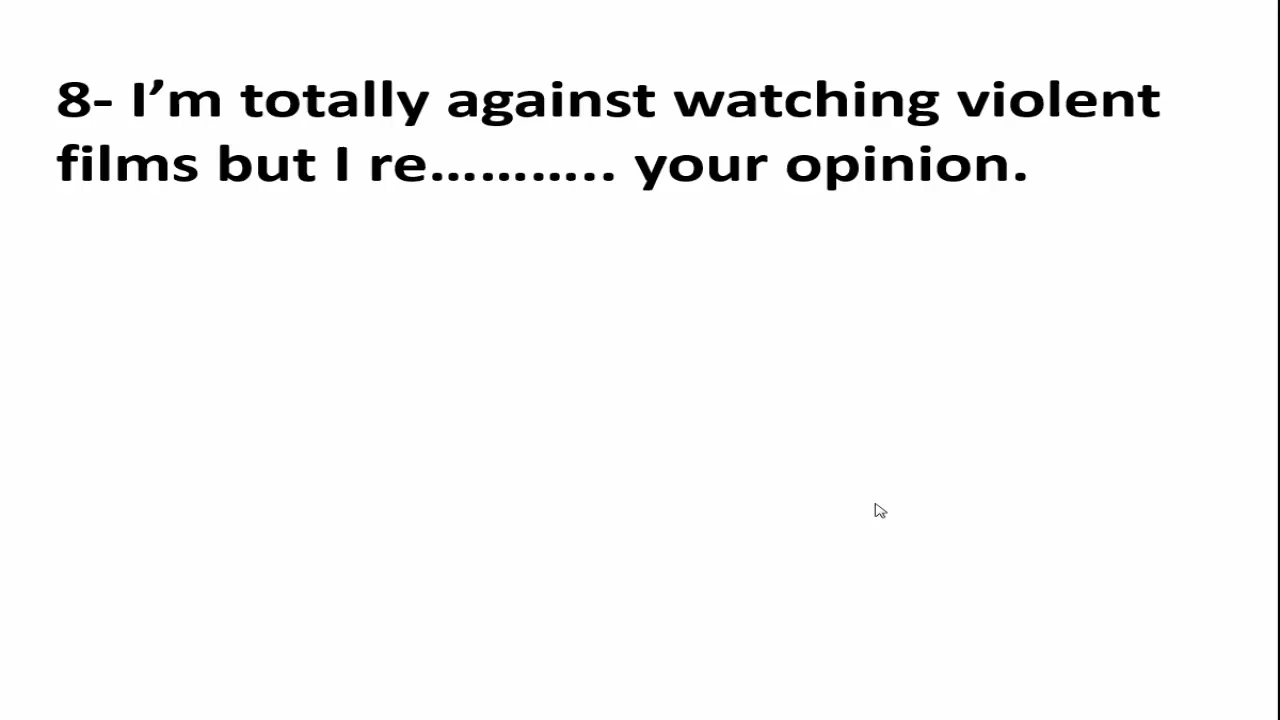 8- I’m totally against watching violent
films but I re……….. your opinion.